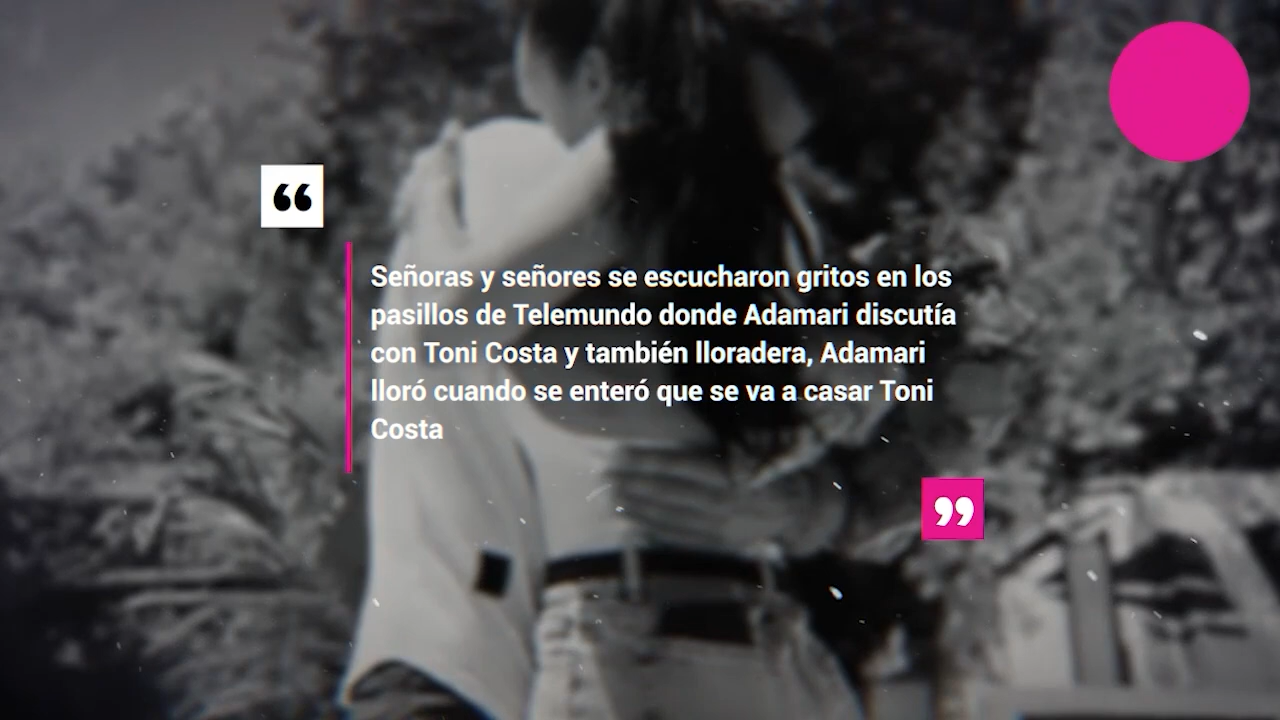 “
Señoras y señores se escucharon gritos en los
pasillos de Telemundo donde Adamari discutía
con Toni Costa y también lloradera, Adamari
lloró cuando se enteró que se va a casar Toni
Costa
”